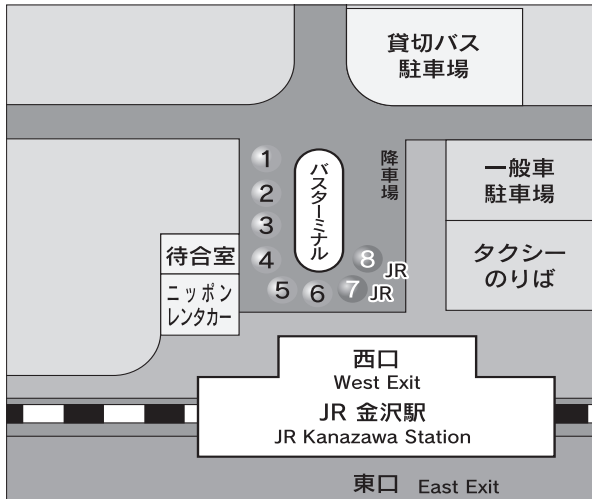 貸切バス
駐車場
1
2
3
4
5
6
7
8
JR
JR
バスターミナル
降車場
一般車
駐車場
タクシー
のりば
待合室
ニッポン
レンタカー
西口
West Exit
JR 金沢駅
JR Kanazawa Station
東口 East Exit